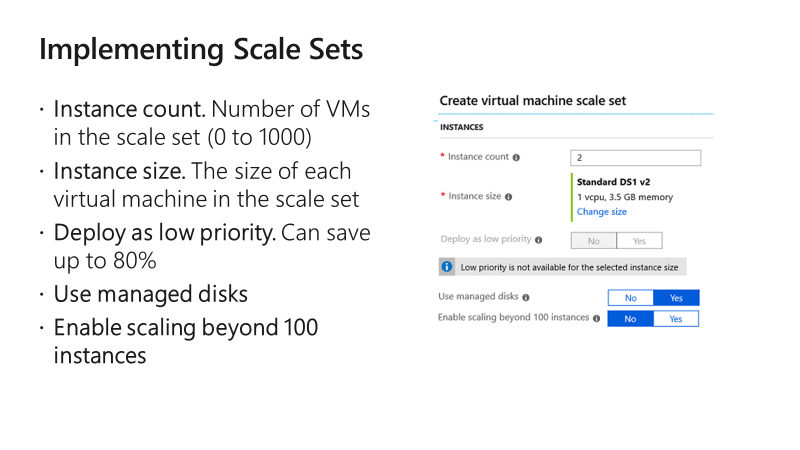 Implementing Scale Sets
· Instance count. Number of VMs
in the scale set (0 to 1000)
· Instance size. The size of each
virtual machine in the scale set
· Deploy as low priority. Can save
up to 80%
· Use managed disks
· Enable scaling beyond 100
instances
Create virtual machine scale set
INSTANCES
* Instance count
2
* Instance size
Standard DS1 v2
1 vcpu, 3.5 GB memory
Change size
Deploy as low priority
No Yes
Low priority is not available for the selected instance size
Use managed disks
No Yes
Enable scaling beyond 100 instances
No Yes